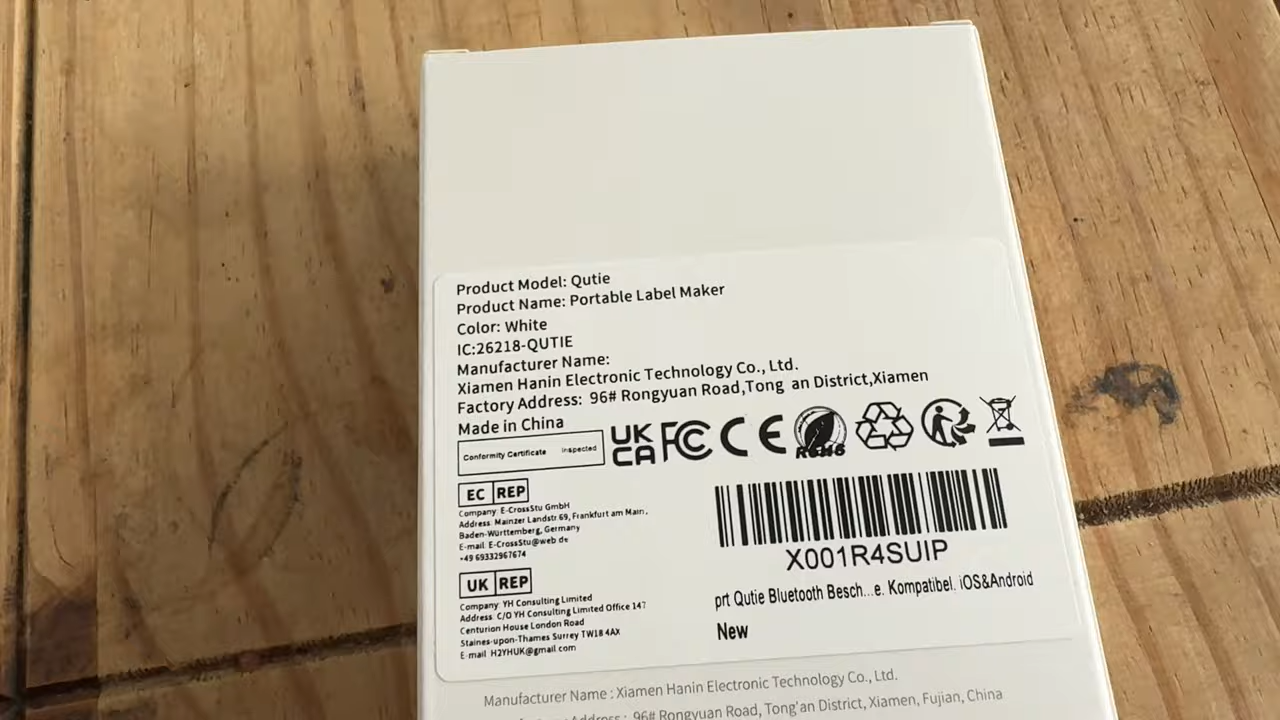 Product Model: Qutie
Product Name: Portable Label Maker
Color: White
IC:26218-QUTIE
Manufacturer Name:
Xiamen Hanin Electronic Technology Co., Ltd.
Factory Address: 96# Rongyuan Road,Tong an District,Xiamen
Made in China
Conformity Certificate Inspected
UK
CA
FC
CE
RoHS
EC REP
Company: E-CrossStu GmbH
Address: Mainzer Landstr.69, Frankfurt am Main,
Baden-Württemberg, Germany
E-mail: E-CrossStu@web.de
+49 69332967674
UK REP
Company: YH Consulting Limited
Address: C/O YH Consulting Limited Office 147
Centurion House London Road
Staines-upon-Thames Surrey TW18 4AX
E-mail: H2YHUK@gmail.com
X001R4SUIP
prt Qutie Bluetooth Besch...e. Kompatibel. iOS&Android
New
Manufacturer Name : Xiamen Hanin Electronic Technology Co., Ltd.
Address : 96# Rongyuan Road, Tong'an District, Xiamen, Fujian, China